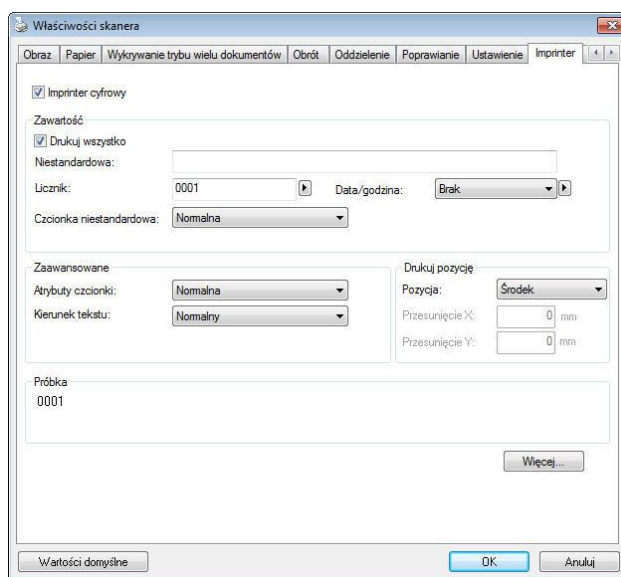 Właściwości skanera
Obraz Papier Wykrywanie trybu wielu dokumentów Obrót Oddzielenie Poprawianie Ustawienie Imprinter
Imprinter cyfrowy
Zawartość
Drukuj wszystko
Niestandardowa:
Licznik: 0001 Data/godzina: Brak
Czcionka niestandardowa: Normalna
Zaawansowane
Atrybuty czcionki: Normalna
Kierunek tekstu: Normalny
Drukuj pozycję
Pozycja: Środek
Przesunięcie X: 0 mm
Przesunięcie Y: 0 mm
Próbka
0001
Więcej...
Wartości domyślne OK Anuluj